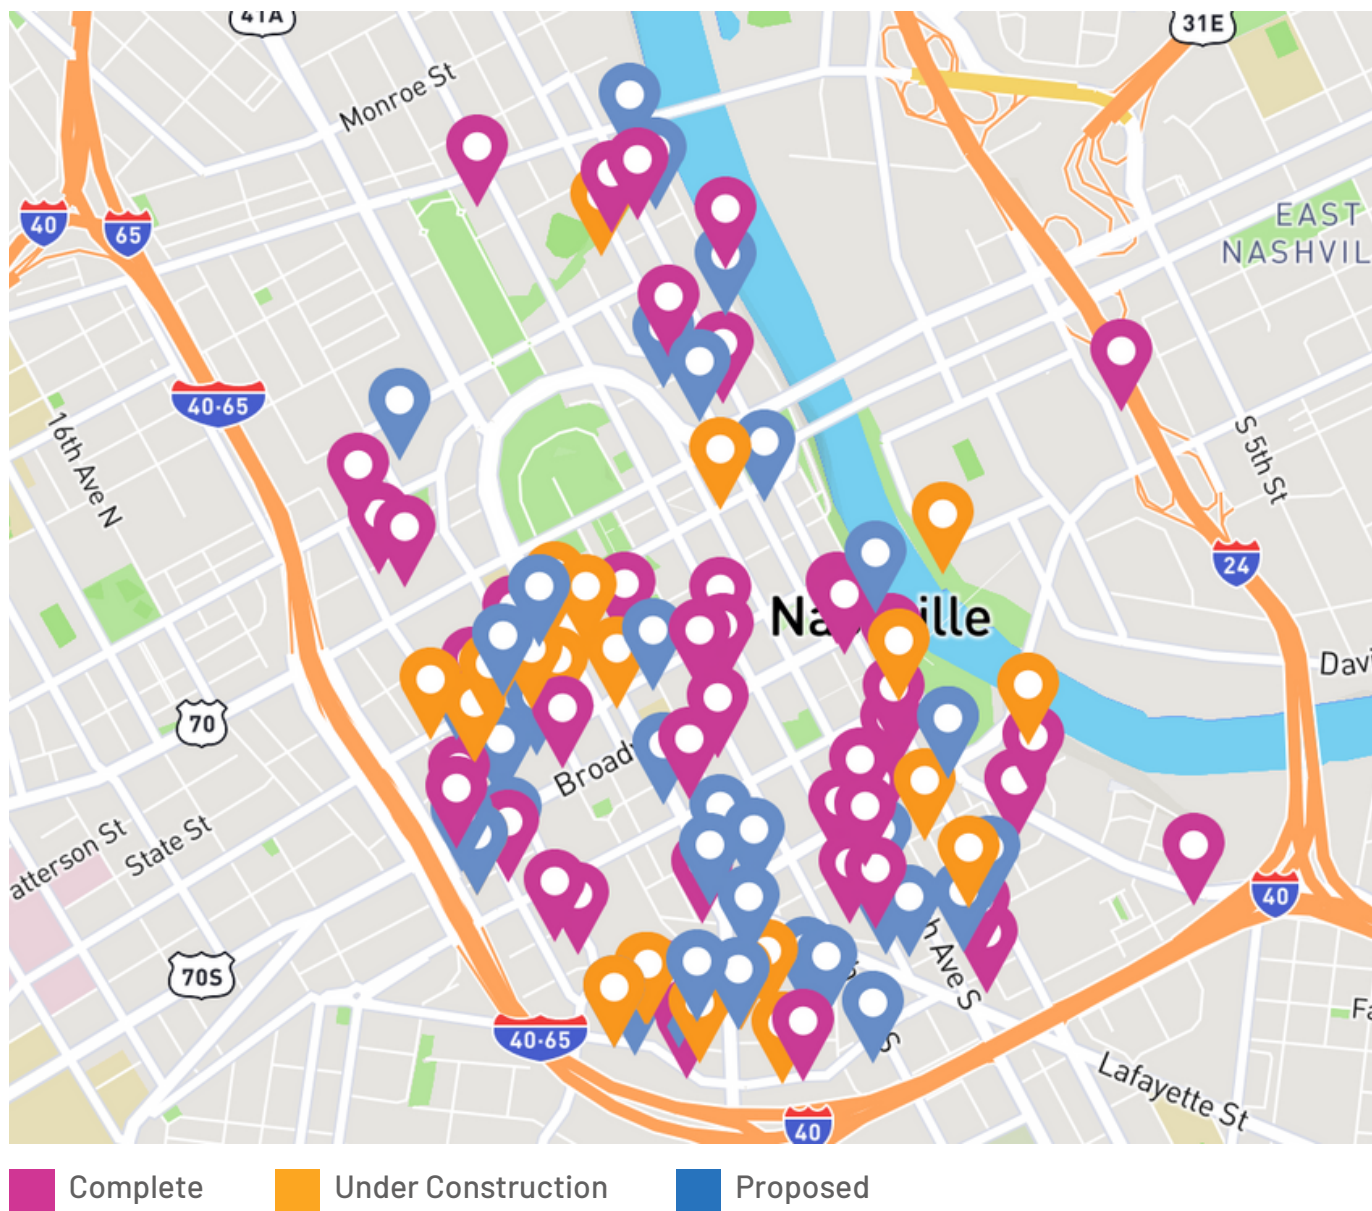 41A
31E
Monroe St
40
65
EAST
NASHVIL
40-65
16th Ave N
S 5th St
24
Na
ille
Davi
70
Broad
atterson St
State St
40
70S
h Ave S
S
40-65
Fa
Lafayette St
40
Complete
Under Construction
Proposed